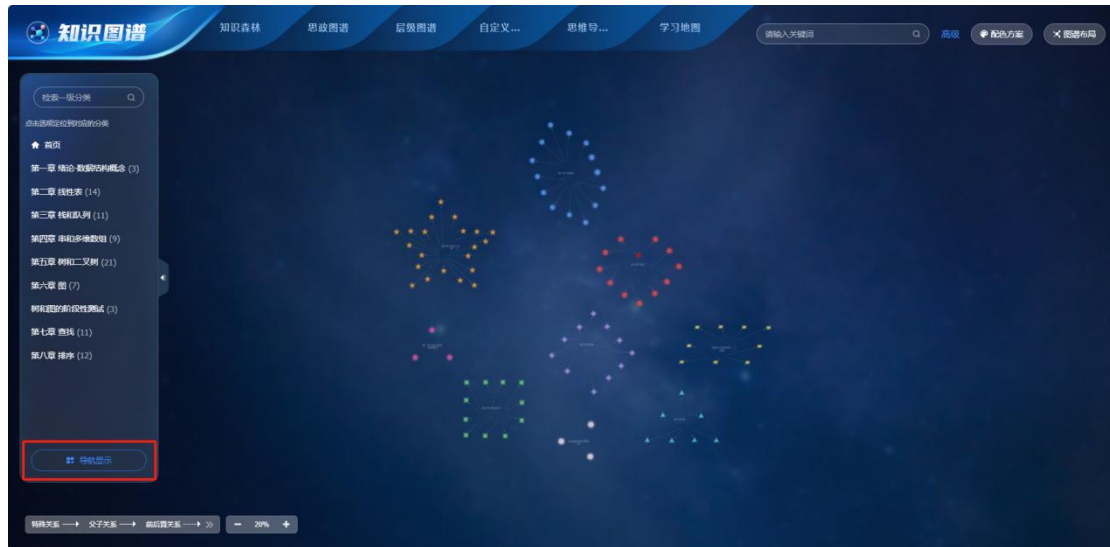 知识图谱
知识森林
思政图谱
层级图谱
自定义...
思维导...
学习地图
请输入关键词
高级
配色方案
图谱布局
检索一级分类
点击选项定位到对应的分类
首页
第一章 绪论-数据结构概念 (3)
第二章 线性表 (14)
第三章 栈和队列 (11)
第四章 串和多维数组 (9)
第五章 树和二叉树 (21)
第六章 图 (7)
树和图的阶段性测试 (3)
第七章 查找 (11)
第八章 排序 (12)
导航显示
特殊关系
父子关系
前后置关系
20%